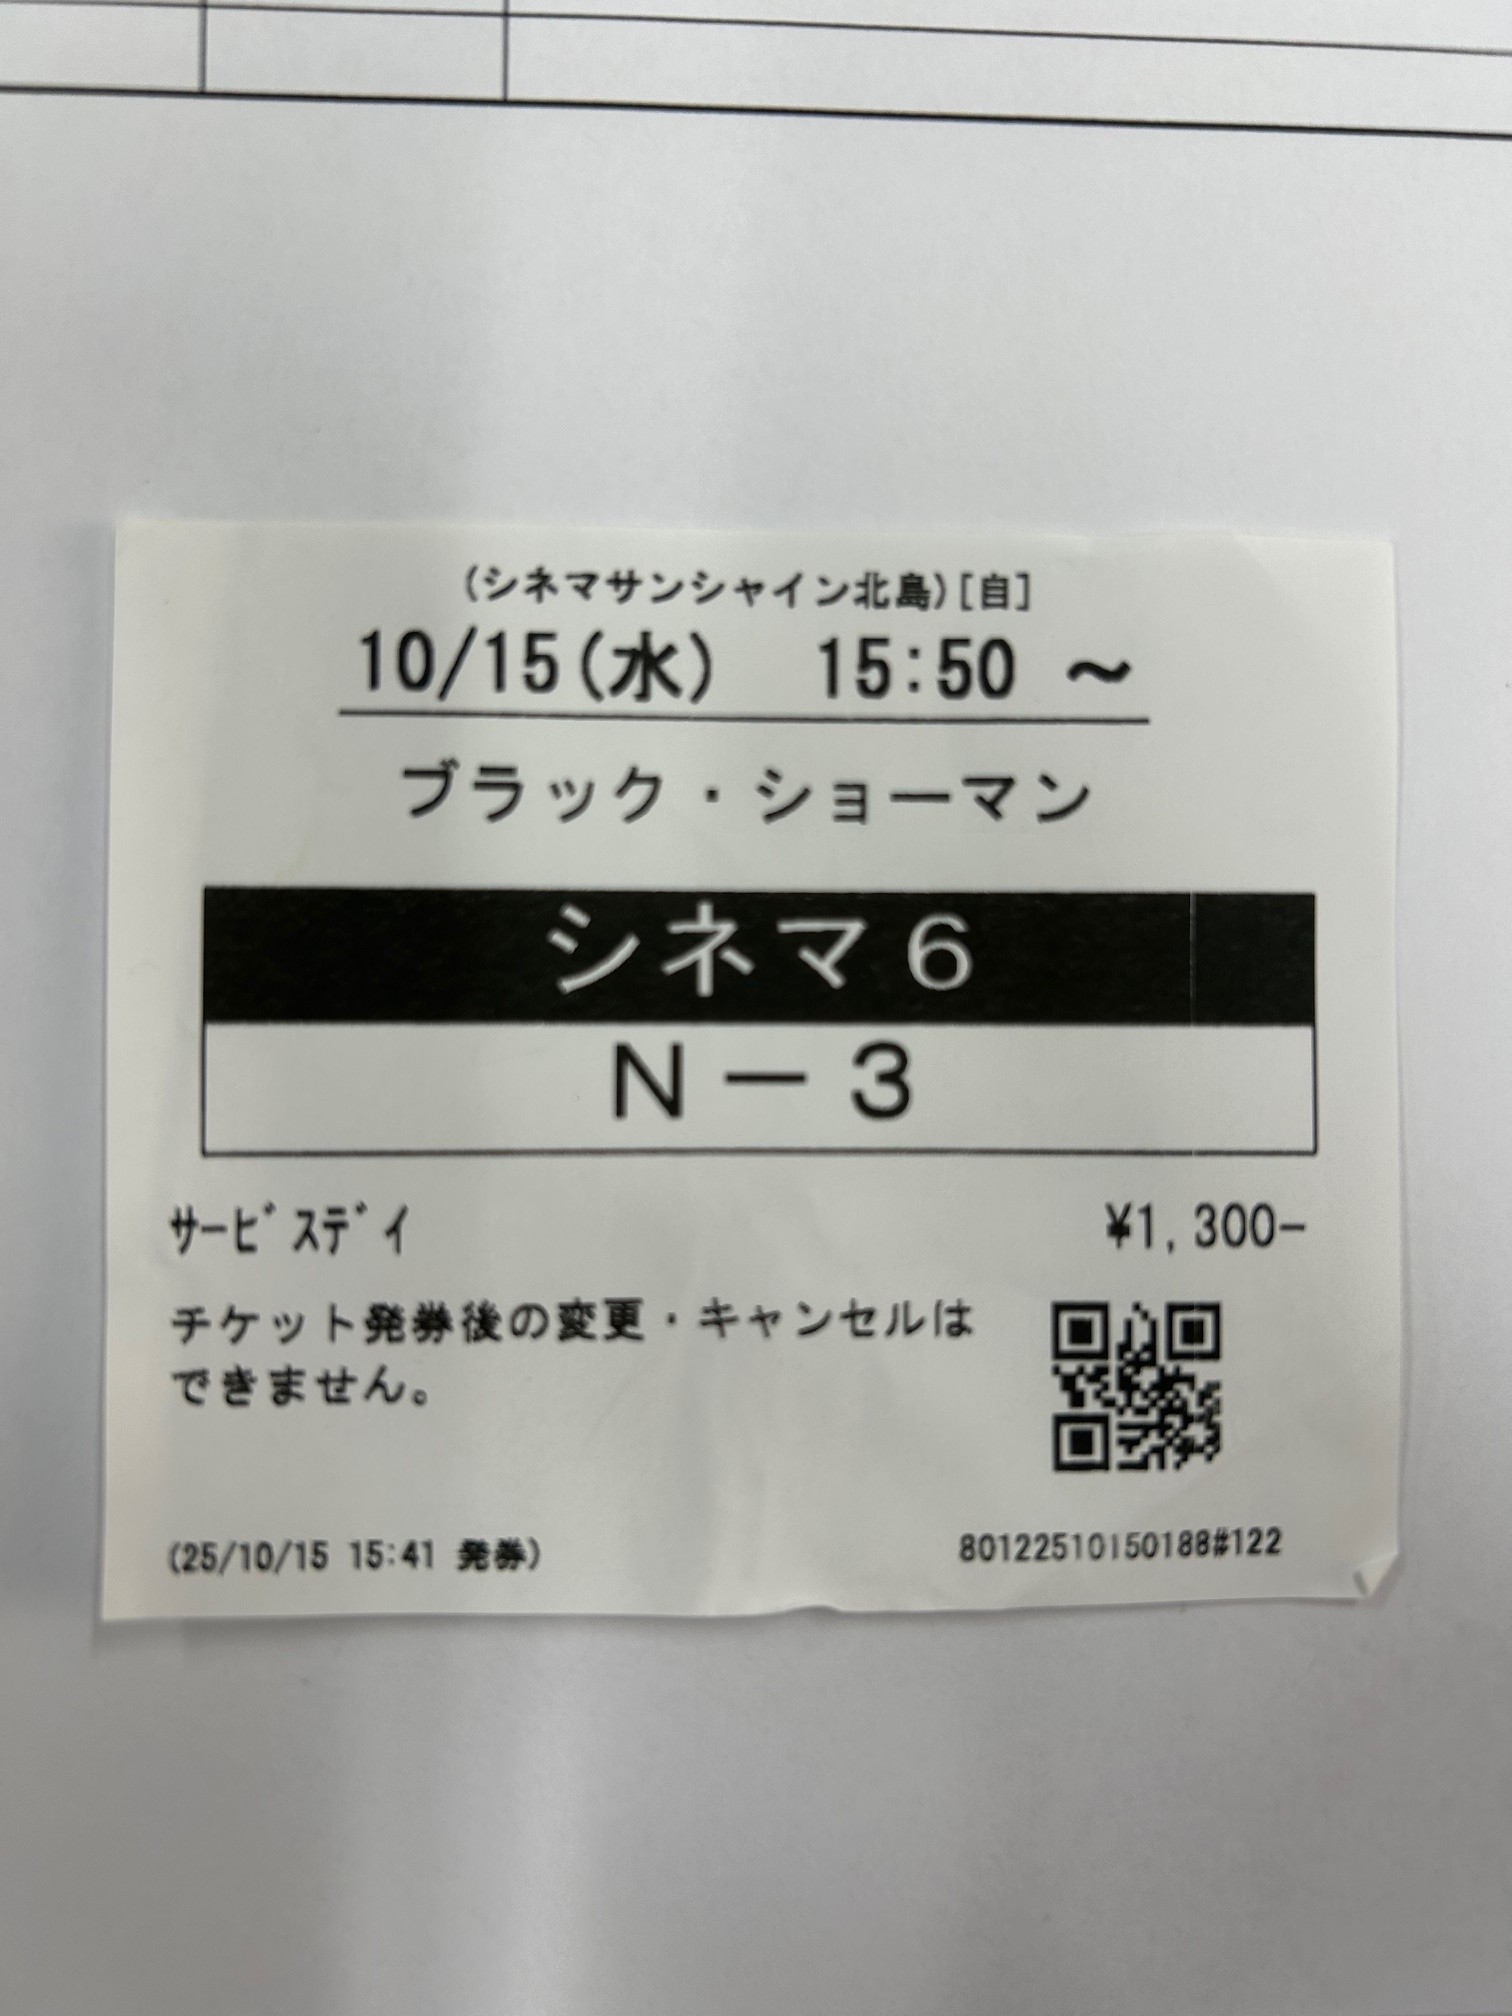 (シネマサンシャイン北島)[自]
10/15(水) 15:50 ～
ブラック・ショーマン
シネマ６
Ｎ－３
ｻｰﾋﾞｽﾃﾞｲ ¥1,300-
チケット発券後の変更・キャンセルは
できません。
(25/10/15 15:41 発券) 80122510150188#122